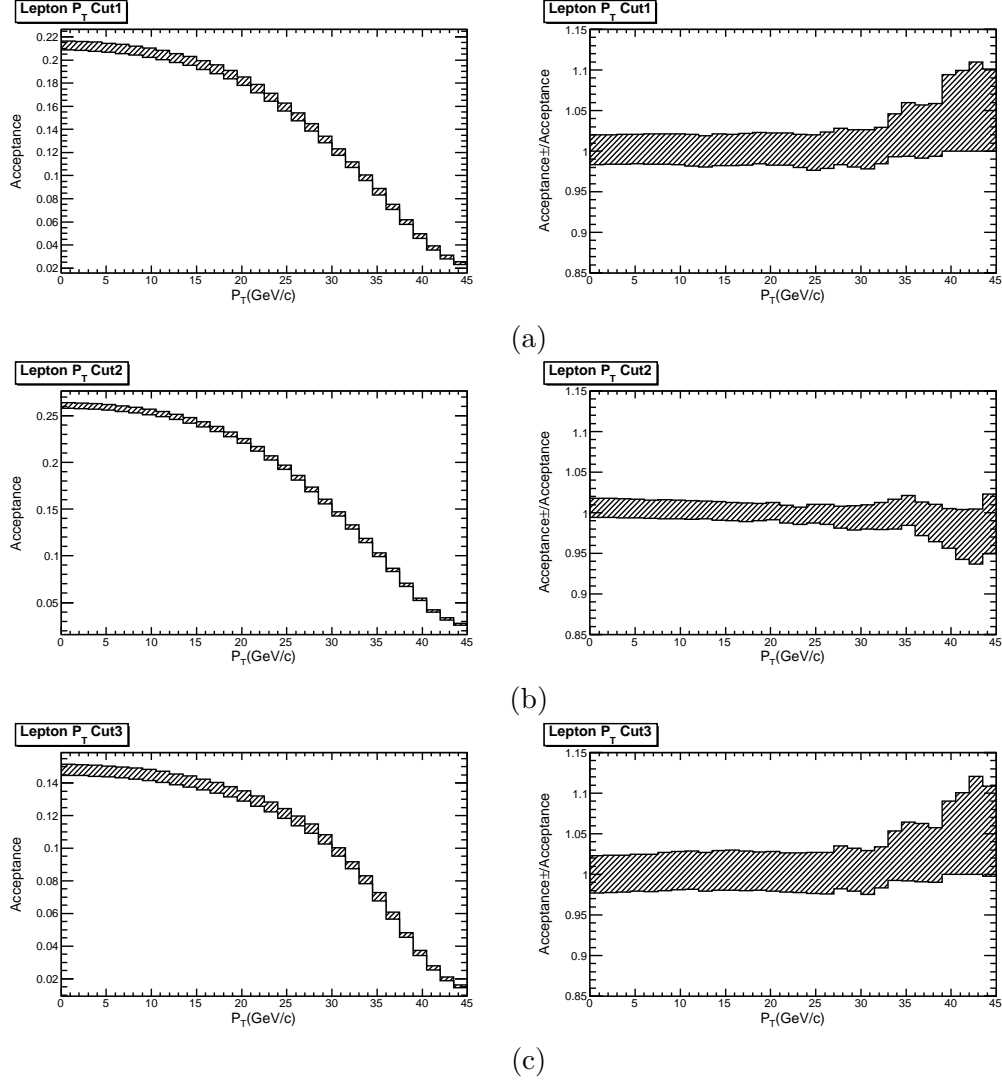 Lepton P_T Cut1
Acceptance
0.22
0.2
0.18
0.16
0.14
0.12
0.1
0.08
0.06
0.04
0.02
0 5 10 15 20 25 30 35 40 45
P_T(GeV/c)
Lepton P_T Cut1
Acceptance±/Acceptance
1.15
1.1
1.05
1
0.95
0.9
0.85
0 5 10 15 20 25 30 35 40 45
P_T(GeV/c)
(a)
Lepton P_T Cut2
Acceptance
0.25
0.2
0.15
0.1
0.05
0 5 10 15 20 25 30 35 40 45
P_T(GeV/c)
Lepton P_T Cut2
Acceptance±/Acceptance
1.15
1.1
1.05
1
0.95
0.9
0.85
0 5 10 15 20 25 30 35 40 45
P_T(GeV/c)
(b)
Lepton P_T Cut3
Acceptance
0.14
0.12
0.1
0.08
0.06
0.04
0.02
0 5 10 15 20 25 30 35 40 45
P_T(GeV/c)
Lepton P_T Cut3
Acceptance±/Acceptance
1.15
1.1
1.05
1
0.95
0.9
0.85
0 5 10 15 20 25 30 35 40 45
P_T(GeV/c)
(c)